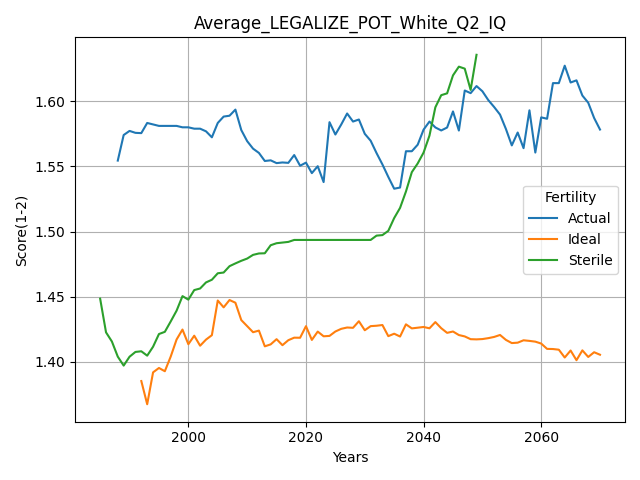 Average_LEGALIZE_POT_White_Q2_IQ
Score(1-2)
1.60
1.55
1.50
1.45
1.40
Fertility
Actual
Ideal
Sterile
2000
2020
2040
2060
Years